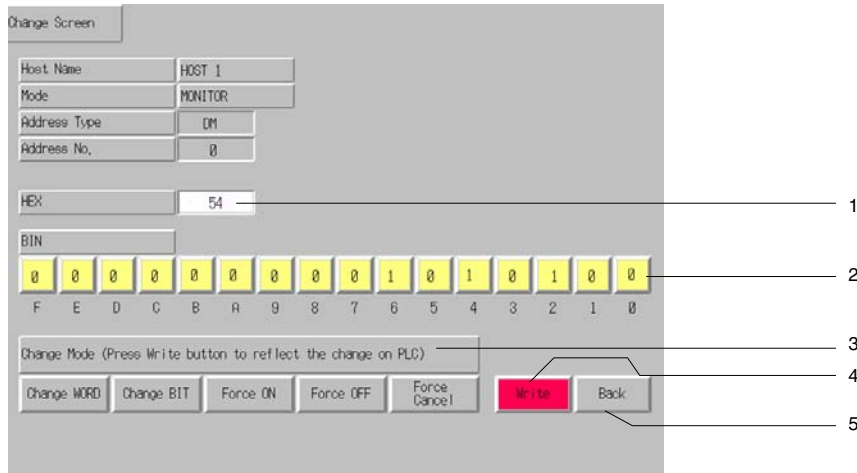 Change Screen
Host Name HOST 1
Mode MONITOR
Address Type DM
Address No. 0
HEX 54 1
BIN
0 0 0 0 0 0 0 0 0 1 0 1 0 1 0 0 2
F E D C B A 9 8 7 6 5 4 3 2 1 0
Change Mode (Press Write button to reflect the change on PLC) 3
4
Change WORD Change BIT Force ON Force OFF Force Cancel Write Back
5